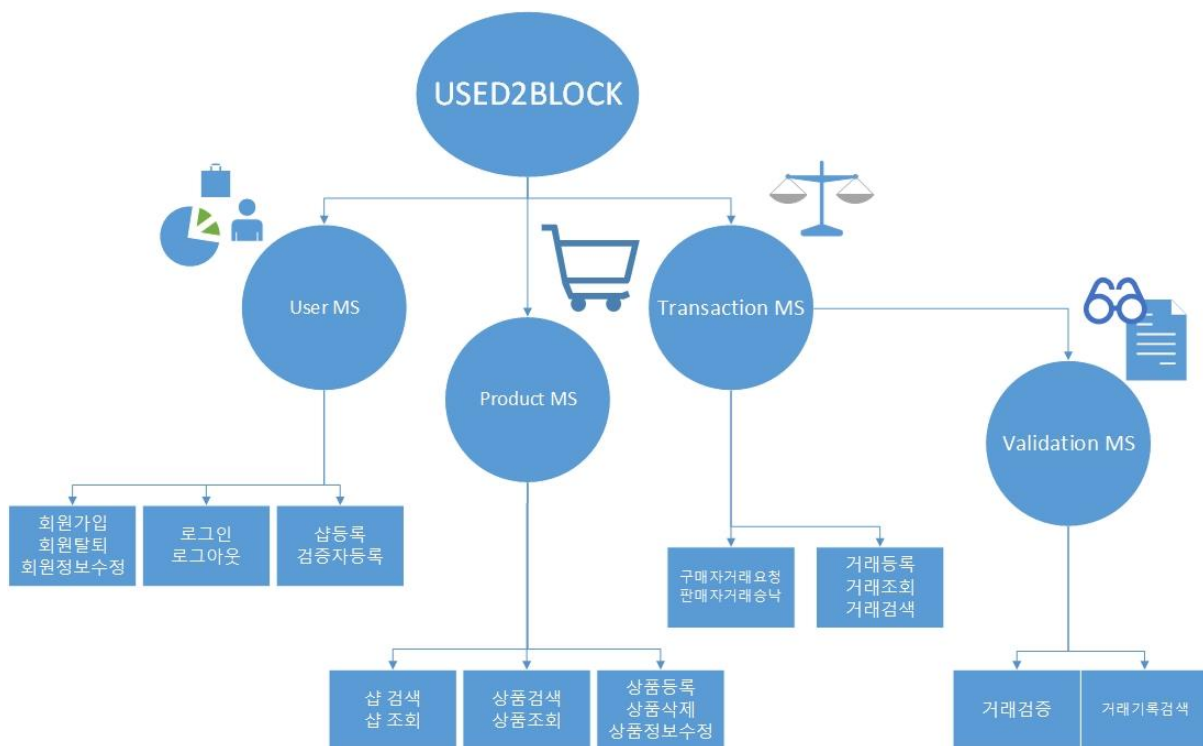 USED2BLOCK
User MS
Product MS
Transaction MS
Validation MS
회원가입
회원탈퇴
회원정보수정
로그인
로그아웃
샵등록
검증자등록
샵 검색
샵 조회
상품검색
상품조회
상품등록
상품삭제
상품정보수정
구매자거래요청
판매자거래승낙
거래등록
거래조회
거래검색
거래검증
거래기록검색